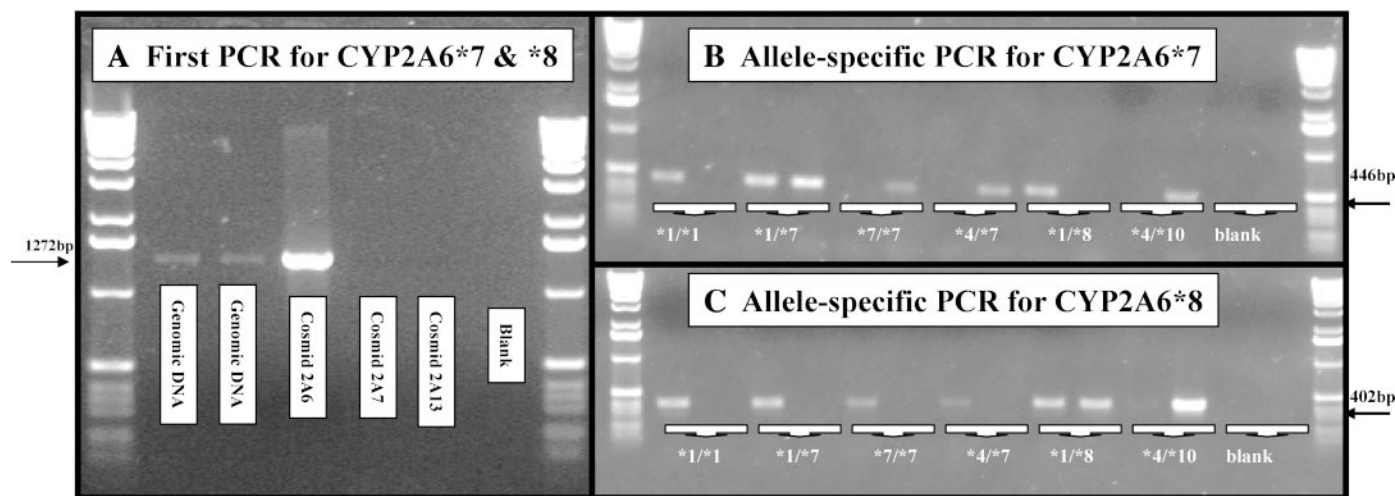 A First PCR for CYP2A6*7 & *8
1272bp
Genomic DNA
Genomic DNA
Cosmid 2A6
Cosmid 2A7
Cosmid 2A13
Blank
B Allele-specific PCR for CYP2A6*7
446bp
*1/*1 *1/*7 *7/*7 *4/*7 *1/*8 *4/*10 blank
C Allele-specific PCR for CYP2A6*8
402bp
*1/*1 *1/*7 *7/*7 *4/*7 *1/*8 *4/*10 blank